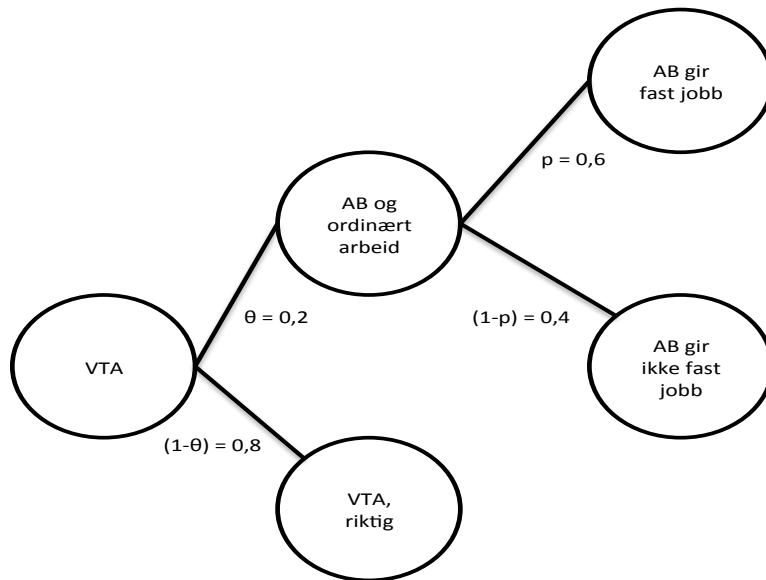 AB gir
fast jobb
p = 0,6
AB og
ordinært
arbeid
θ = 0,2
(1-p) = 0,4
VTA
AB gir
ikke fast
jobb
(1-θ) = 0,8
VTA,
riktig